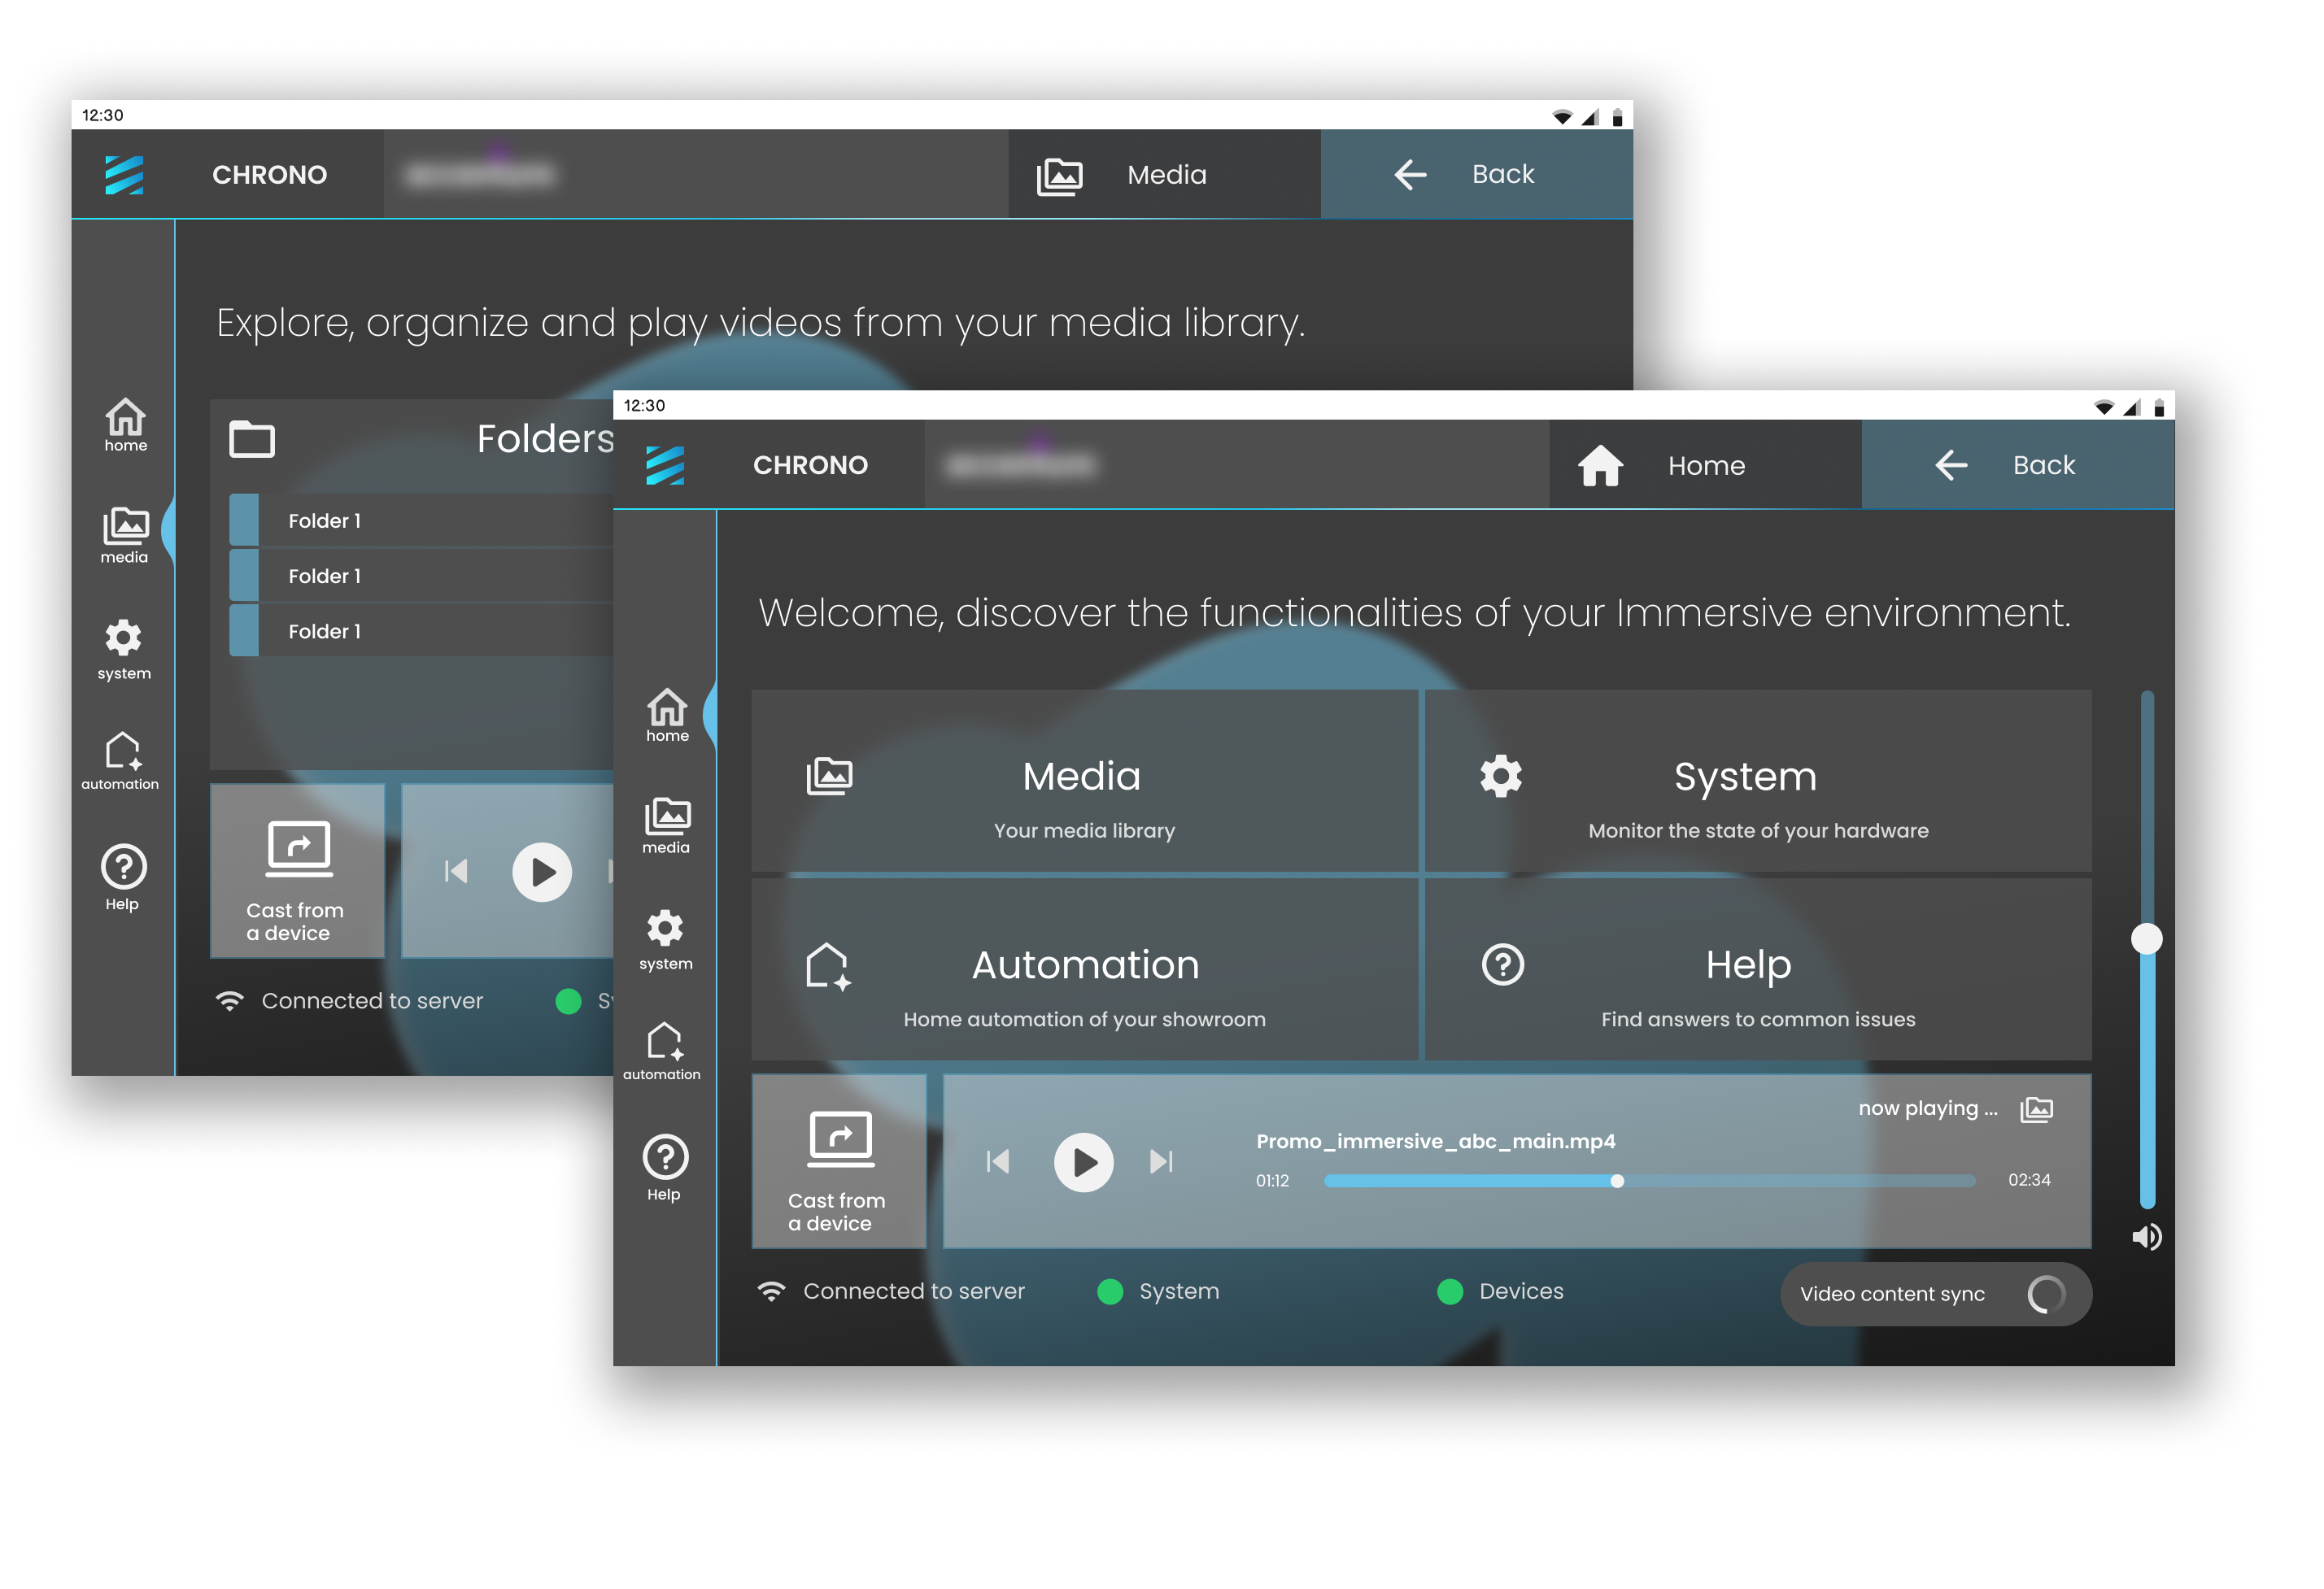 12:30
CHRONO
Media
Back
Explore, organize and play videos from your media library.
home
media
system
automation
Help
Folders
Folder 1
Folder 1
Folder 1
Cast from
a device
Connected to server
12:30
CHRONO
Home
Back
Welcome, discover the functionalities of your Immersive environment.
home
media
system
automation
Help
Media
Your media library
System
Monitor the state of your hardware
Automation
Home automation of your showroom
Help
Find answers to common issues
Cast from
a device
now playing ...
Promo_immersive_abc_main.mp4
01:12
02:34
Connected to server
System
Devices
Video content sync